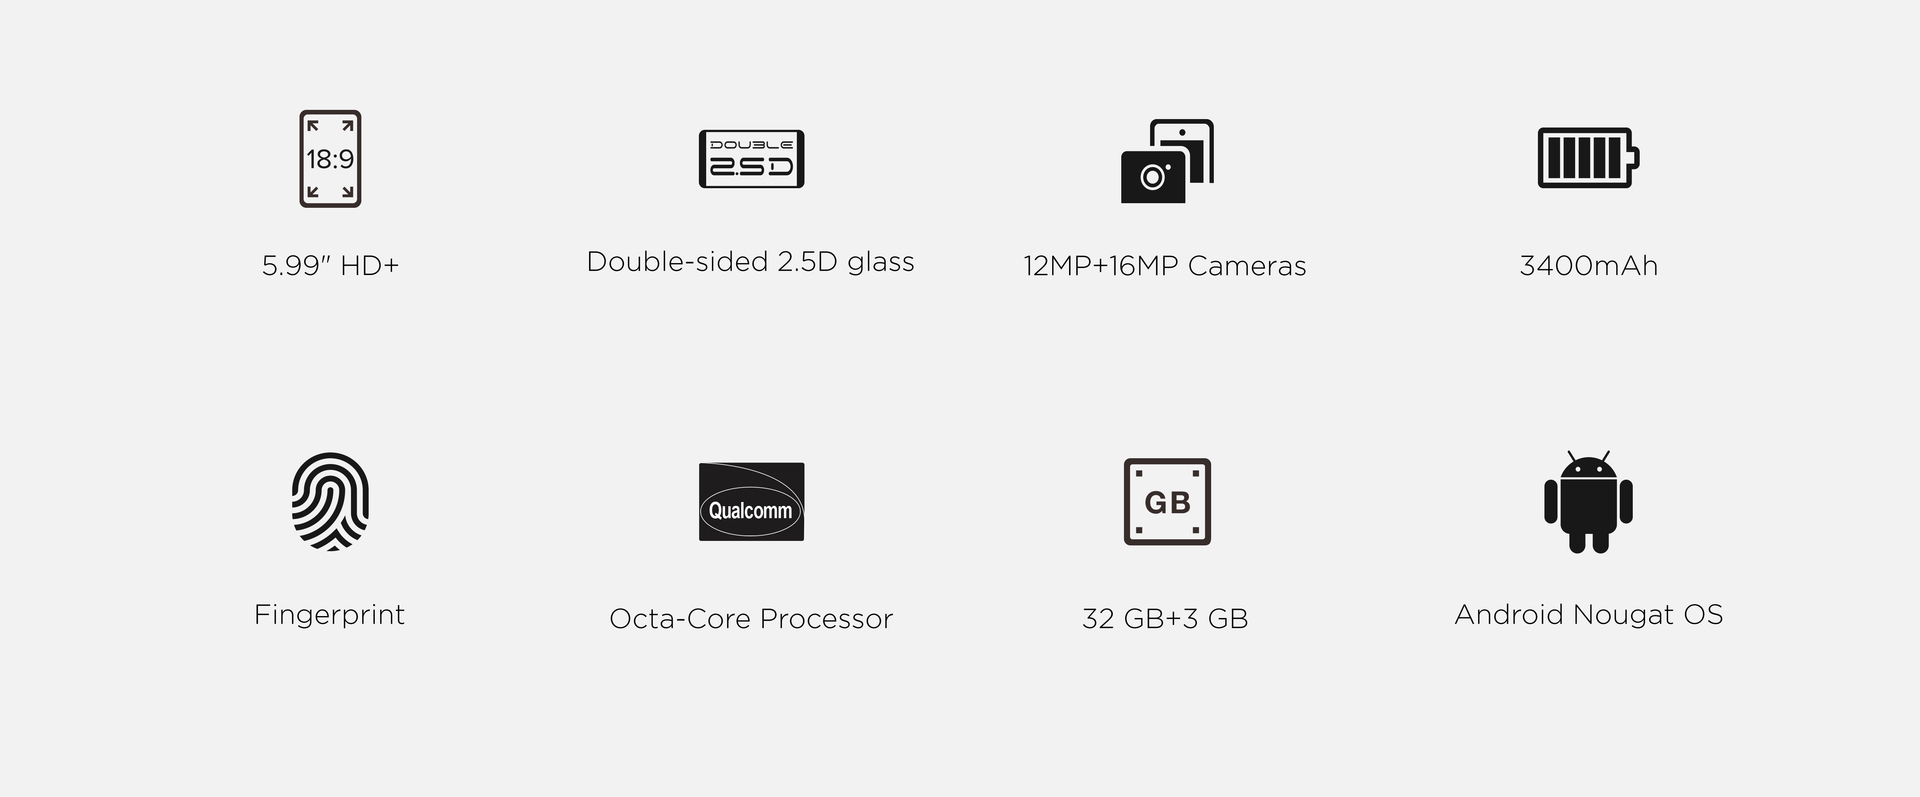 18:9
DOUBLE
2.5D
5.99" HD+
Double-sided 2.5D glass
12MP+16MP Cameras
3400mAh
Qualcomm
GB
Fingerprint
Octa-Core Processor
32 GB+3 GB
Android Nougat OS